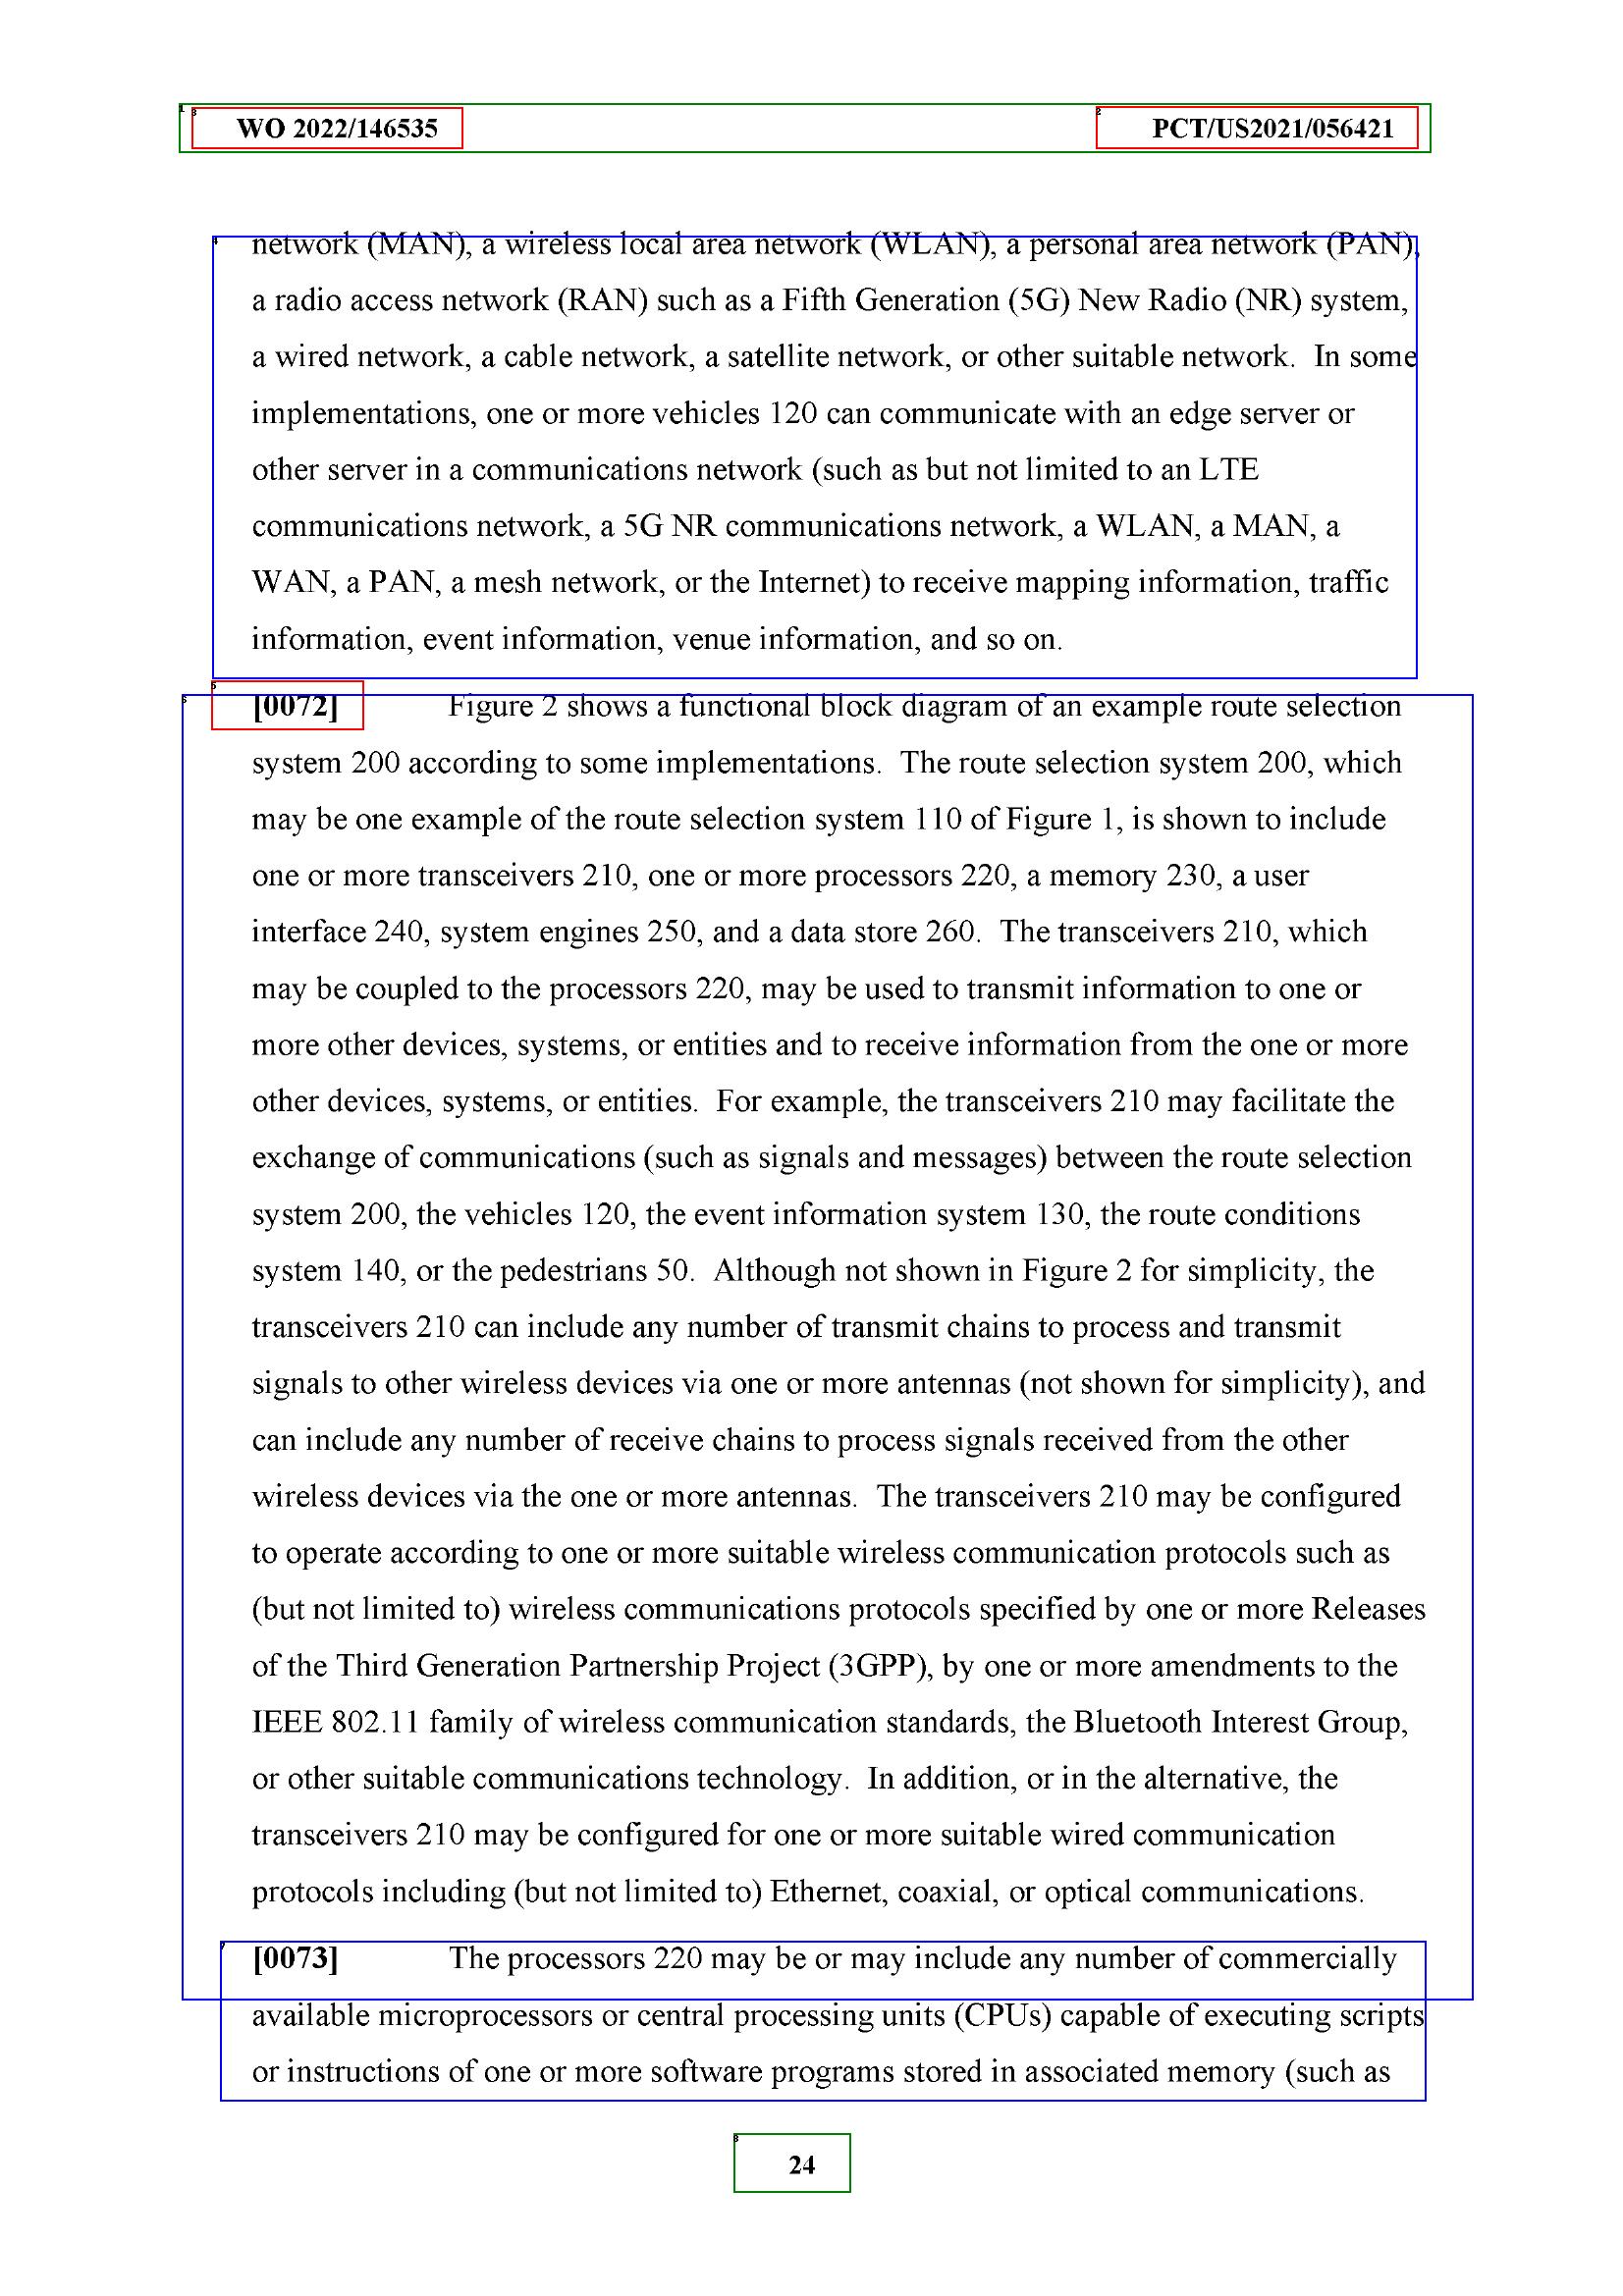 WO 2022/146535 PCT/US2021/056421
network (MAN), a wireless local area network (WLAN), a personal area network (PAN),
a radio access network (RAN) such as a Fifth Generation (5G) New Radio (NR) system,
a wired network, a cable network, a satellite network, or other suitable network.  In some
implementations, one or more vehicles 120 can communicate with an edge server or
other server in a communications network (such as but not limited to an LTE
communications network, a 5G NR communications network, a WLAN, a MAN, a
WAN, a PAN, a mesh network, or the Internet) to receive mapping information, traffic
information, event information, venue information, and so on.
[0072] Figure 2 shows a functional block diagram of an example route selection
system 200 according to some implementations.  The route selection system 200, which
may be one example of the route selection system 110 of Figure 1, is shown to include
one or more transceivers 210, one or more processors 220, a memory 230, a user
interface 240, system engines 250, and a data store 260.  The transceivers 210, which
may be coupled to the processors 220, may be used to transmit information to one or
more other devices, systems, or entities and to receive information from the one or more
other devices, systems, or entities.  For example, the transceivers 210 may facilitate the
exchange of communications (such as signals and messages) between the route selection
system 200, the vehicles 120, the event information system 130, the route conditions
system 140, or the pedestrians 50.  Although not shown in Figure 2 for simplicity, the
transceivers 210 can include any number of transmit chains to process and transmit
signals to other wireless devices via one or more antennas (not shown for simplicity), and
can include any number of receive chains to process signals received from the other
wireless devices via the one or more antennas.  The transceivers 210 may be configured
to operate according to one or more suitable wireless communication protocols such as
(but not limited to) wireless communications protocols specified by one or more Releases
of the Third Generation Partnership Project (3GPP), by one or more amendments to the
IEEE 802.11 family of wireless communication standards, the Bluetooth Interest Group,
or other suitable communications technology.  In addition, or in the alternative, the
transceivers 210 may be configured for one or more suitable wired communication
protocols including (but not limited to) Ethernet, coaxial, or optical communications.
[0073] The processors 220 may be or may include any number of commercially
available microprocessors or central processing units (CPUs) capable of executing scripts
or instructions of one or more software programs stored in associated memory (such as
24